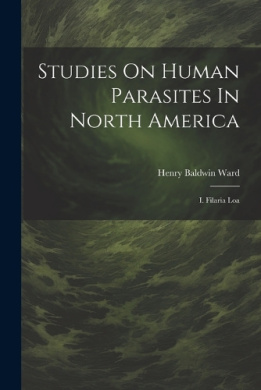 Studies On Human
Parasites In
North America
Henry Baldwin Ward
I. Filaria Loa